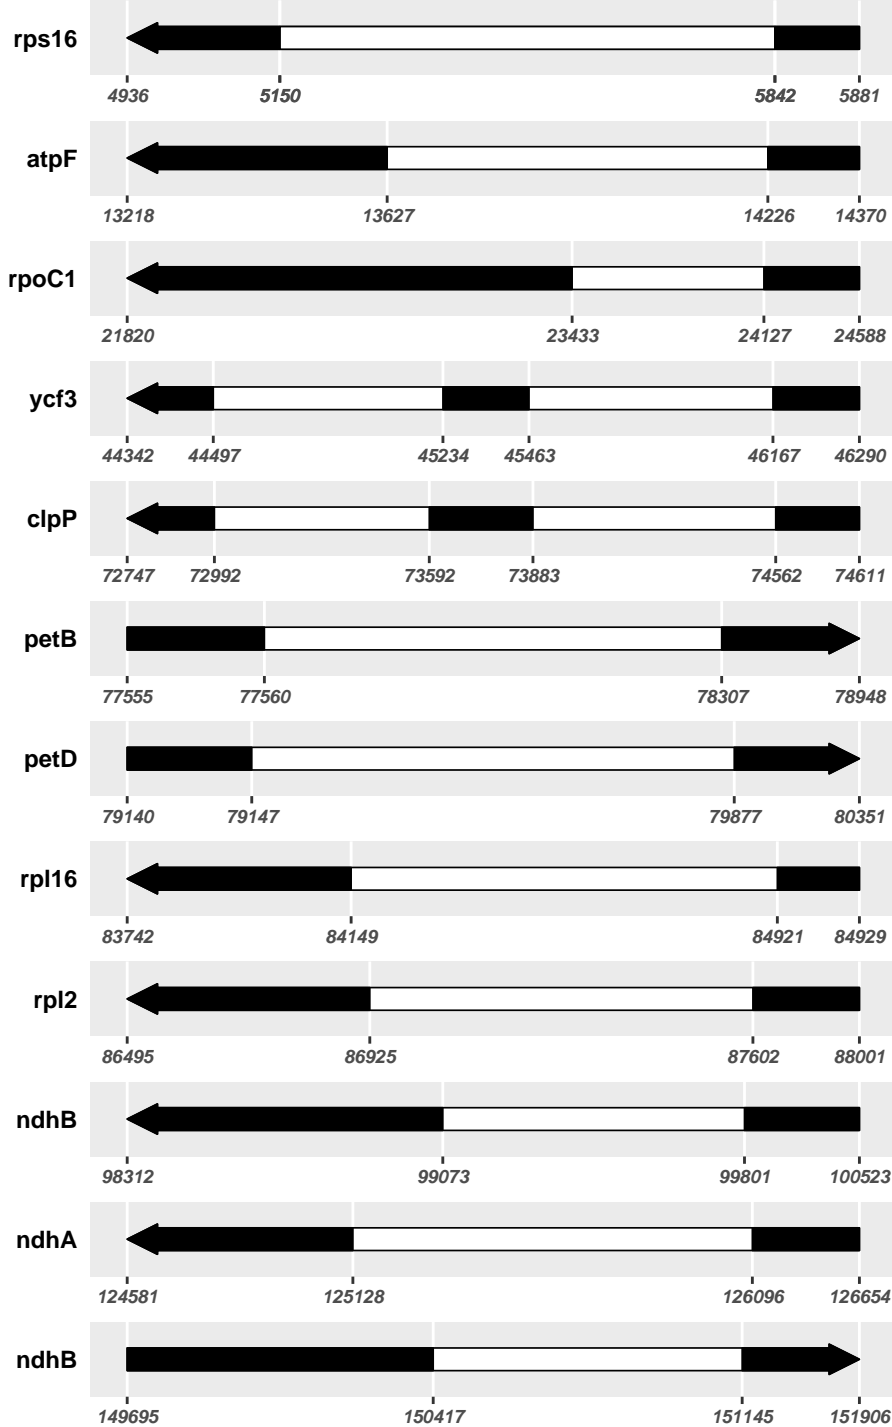 rps16
4936 5150 5842 5881
atpF
13218 13627 14226 14370
rpoC1
21820 23433 24127 24588
ycf3
44342 44497 45234 45463 46167 46290
clpP
72747 72992 73592 73883 74562 74611
petB
77555 77560 78307 78948
petD
79140 79147 79877 80351
rpl16
83742 84149 84921 84929
rpl2
86495 86925 87602 88001
ndhB
98312 99073 99801 100523
ndhA
124581 125128 126096 126654
ndhB
149695 150417 151145 151906